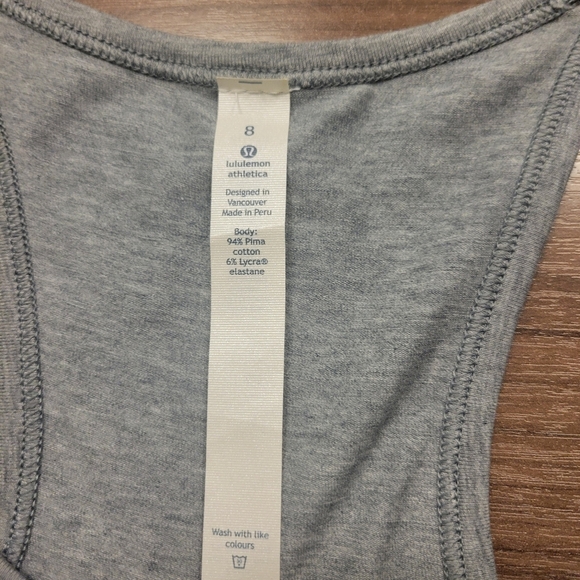 8
lululemon
athletica
Designed in
Vancouver
Made in Peru
Body:
94% Pima
cotton
6% Lycra®
elastane
Wash with like
colours